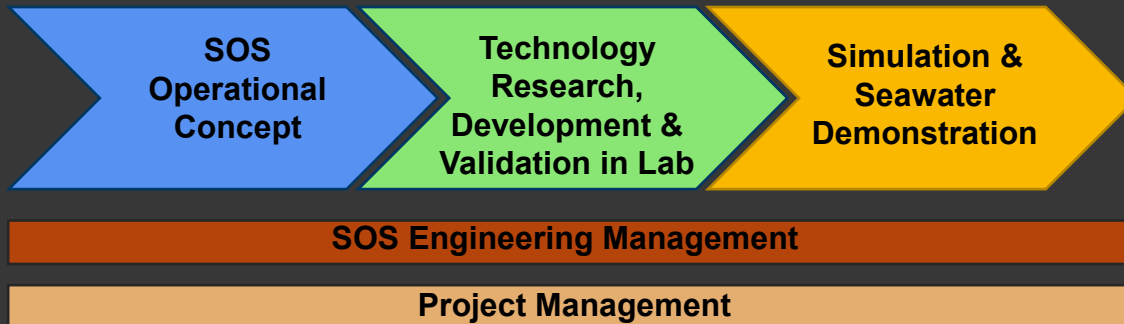 SOS
Operational
Concept
Technology
Research,
Development &
Validation in Lab
Simulation &
Seawater
Demonstration
SOS Engineering Management
Project Management